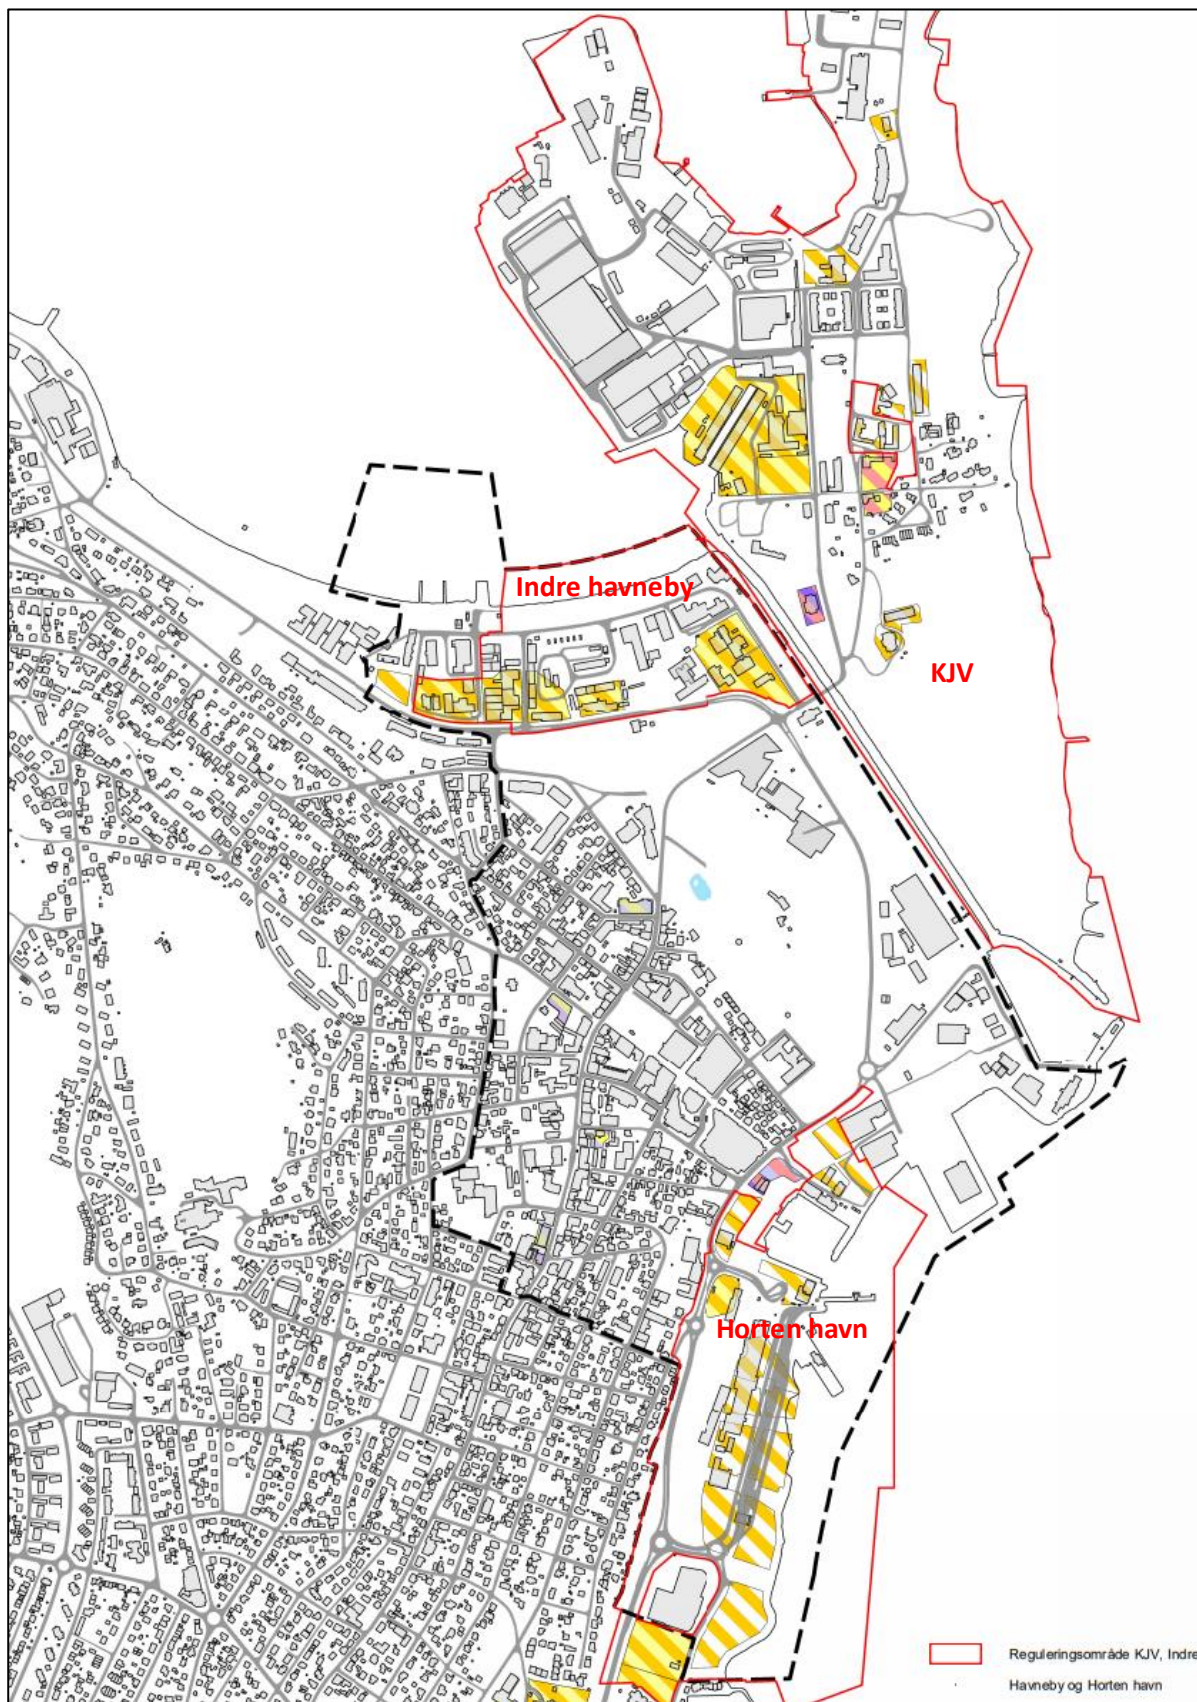 Indre havneby
KJV
Horten havn
Reguleringsområde KJV, Indre
Havneby og Horten havn